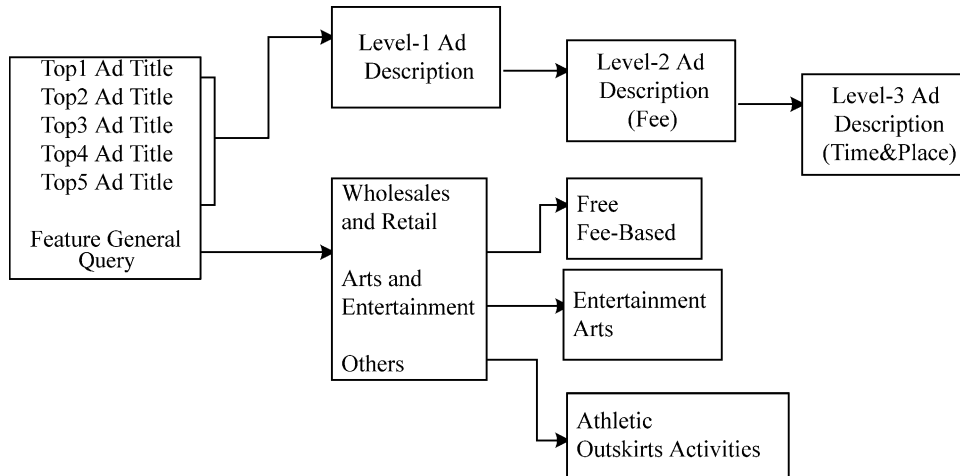 Top1 Ad Title
Top2 Ad Title
Top3 Ad Title
Top4 Ad Title
Top5 Ad Title
Feature General
Query
Level-1 Ad
Description
Level-2 Ad
Description
(Fee)
Level-3 Ad
Description
(Time&Place)
Wholesales
and Retail
Arts and
Entertainment
Others
Free
Fee-Based
Entertainment
Arts
Athletic
Outskirts Activities